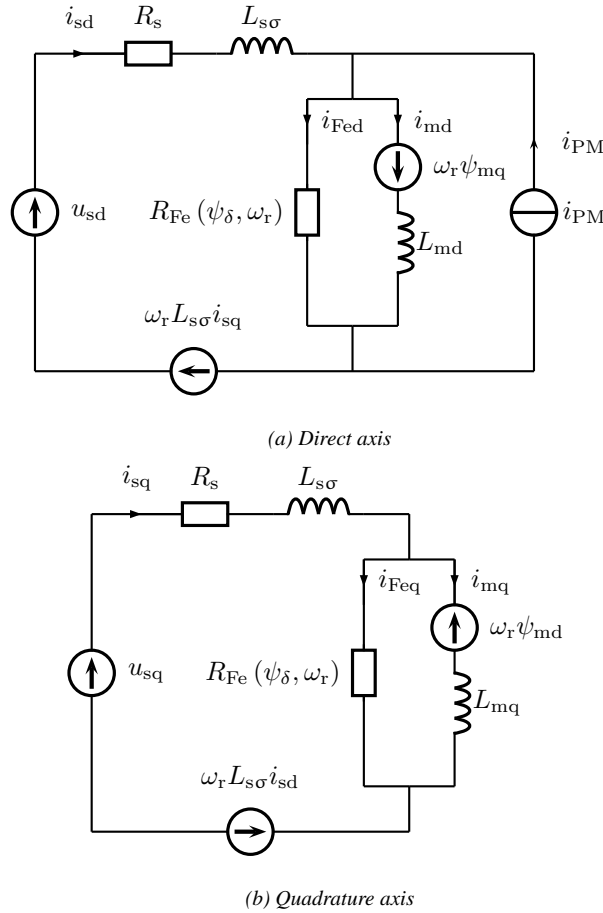 i_sd R_s L_sσ
i_Fed i_md i_PM
ω_r ψ_mq
u_sd R_Fe (ψ_δ, ω_r) i_PM
L_md
ω_r L_sσ i_sq
(a) Direct axis
i_sq R_s L_sσ
i_Feq i_mq
ω_r ψ_md
u_sq R_Fe (ψ_δ, ω_r)
L_mq
ω_r L_sσ i_sd
(b) Quadrature axis